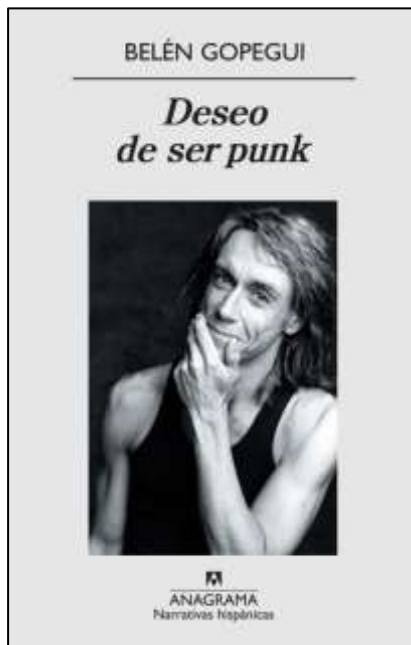 BELÉN GOPEGUI
Deseo
de ser punk
ANAGRAMA
Narrativas hispánicas